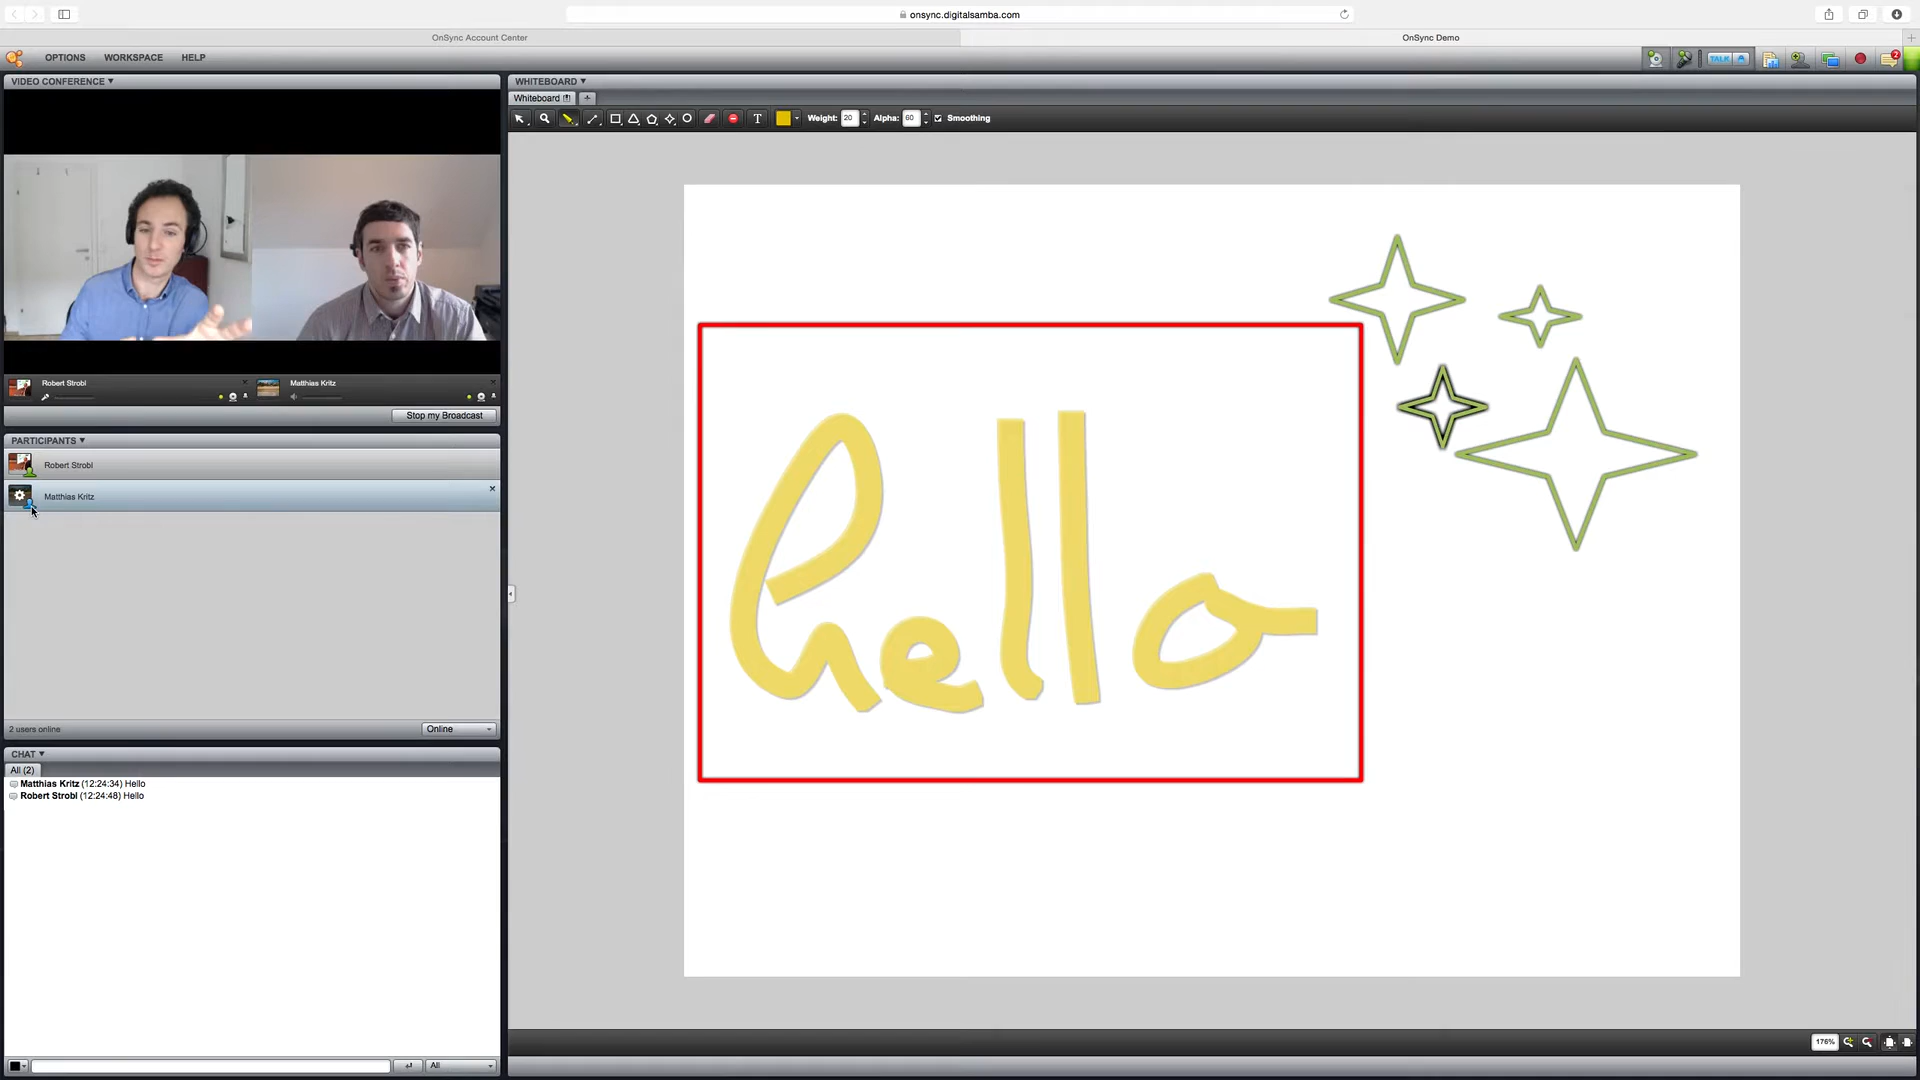 onsync.digitalsamba.com
OnSync Account Center
OnSync Demo
OPTIONS WORKSPACE HELP
TALK
2
VIDEO CONFERENCE
Robert Strobl
Matthias Kritz
Stop my Broadcast
PARTICIPANTS
Robert Strobl
Matthias Kritz
2 users online
Online
CHAT
All (2)
Matthias Kritz (12:24:34) Hello
Robert Strobl (12:24:48) Hello
All
WHITEBOARD
Whiteboard
T
Weight: 20 Alpha: 60 Smoothing
hello
176%